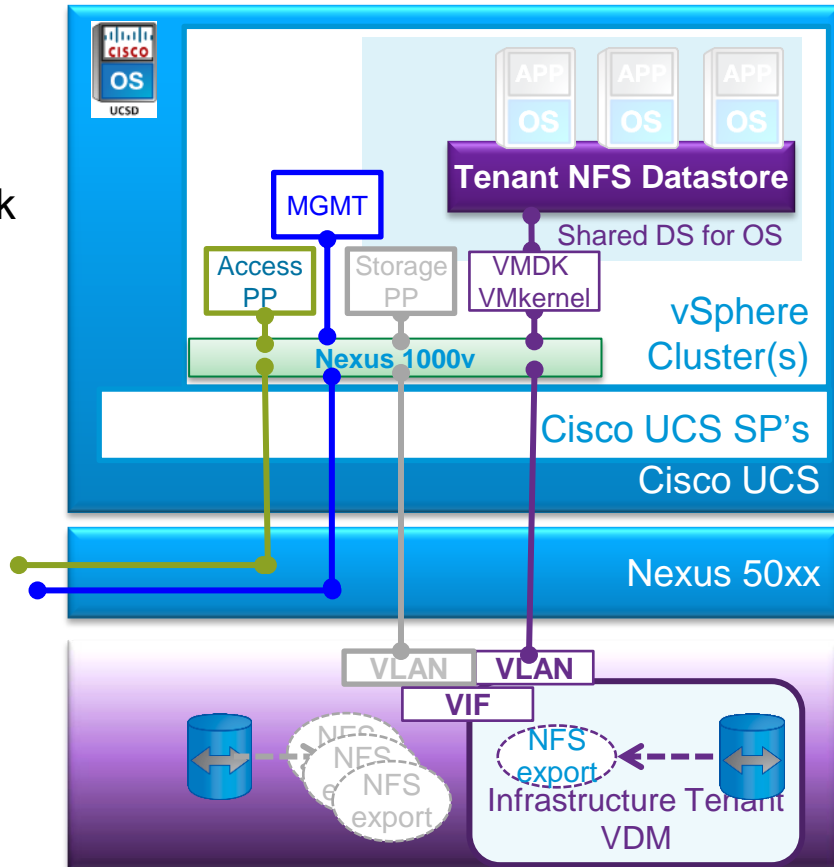 CISCO
OS
UCSD
APP
APP
APP
OS
OS
OS
Tenant NFS Datastore
k
MGMT
Shared DS for OS
Access
PP
Storage
PP
VMDK
VMkernel
vSphere
Cluster(s)
Nexus 1000v
Cisco UCS SP's
Cisco UCS
Nexus 50xx
VLAN
VLAN
VIF
NFS
NFS
NFS
export
NFS
export
Infrastructure Tenant
VDM